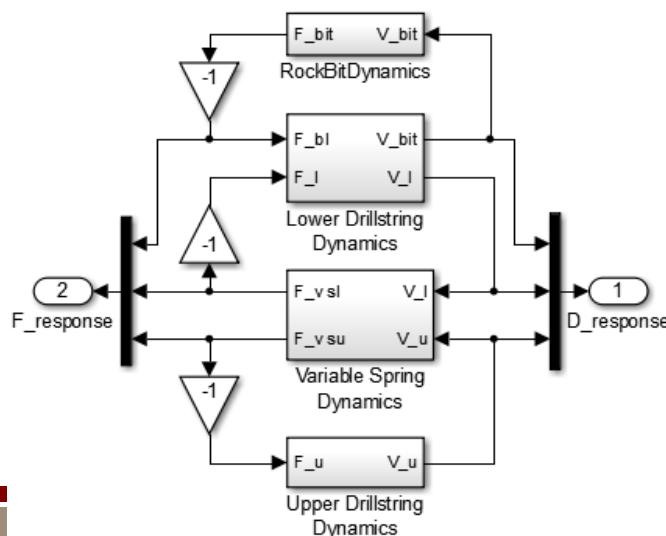 F_bit V_bit
RockBitDynamics
-1
F_bl V_bit
F_l V_l
Lower Drillstring
Dynamics
-1
F_vsl V_l
F_vsu V_u
Variable Spring
Dynamics
2
F_response
1
D_response
-1
F_u V_u
Upper Drillstring
Dynamics